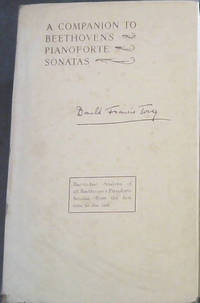 A COMPANION TO
BEETHOVEN'S
PIANOFORTE
SONATAS
Donald Francis Tovey
Bar-to-bar Analysis of
all Beethoven's Pianoforte
Sonatas, from the first
note to the last